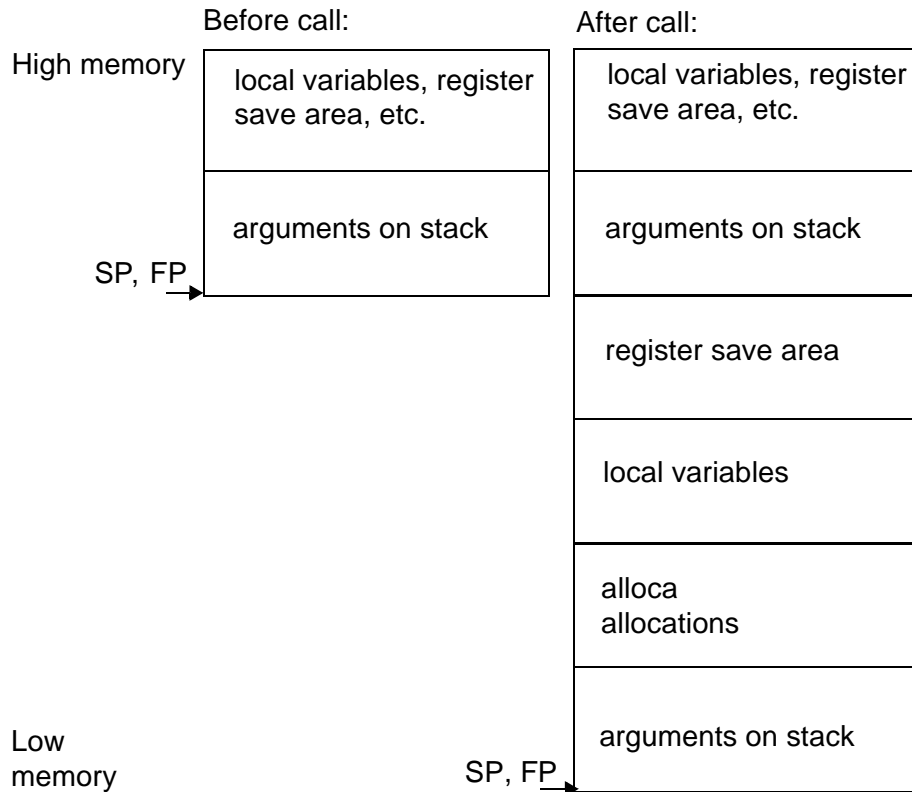 Before call:
After call:
High memory
local variables, register
save area, etc.
local variables, register
save area, etc.
arguments on stack
arguments on stack
SP, FP
register save area
local variables
alloca
allocations
Low
memory
arguments on stack
SP, FP